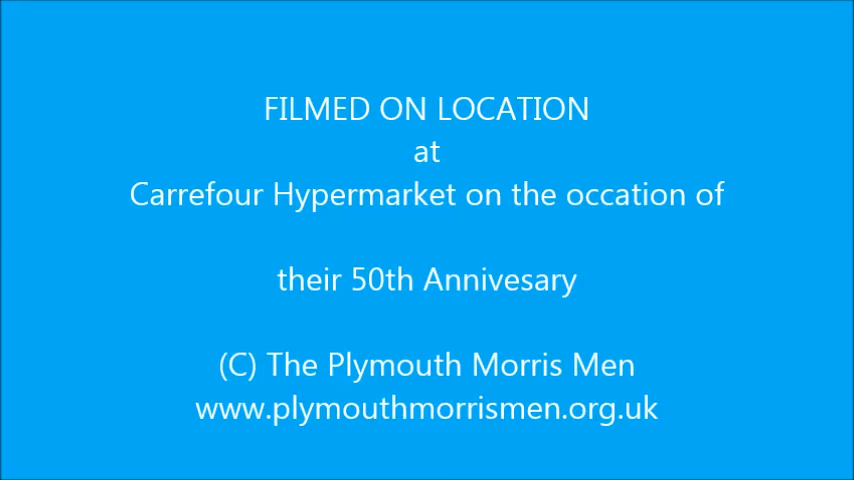 FILMED ON LOCATION
at
Carrefour Hypermarket on the occation of
their 50th Annivesary
(C) The Plymouth Morris Men
www.plymouthmorrismen.org.uk